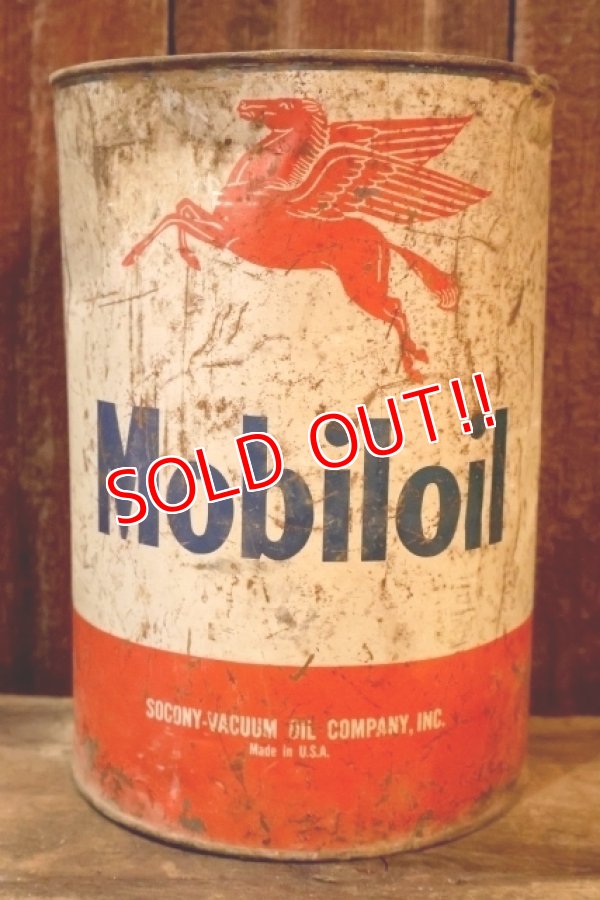 Mobiloil
SOLD OUT!!
SOCONY-VACUUM OIL COMPANY, INC.
Made in U.S.A.